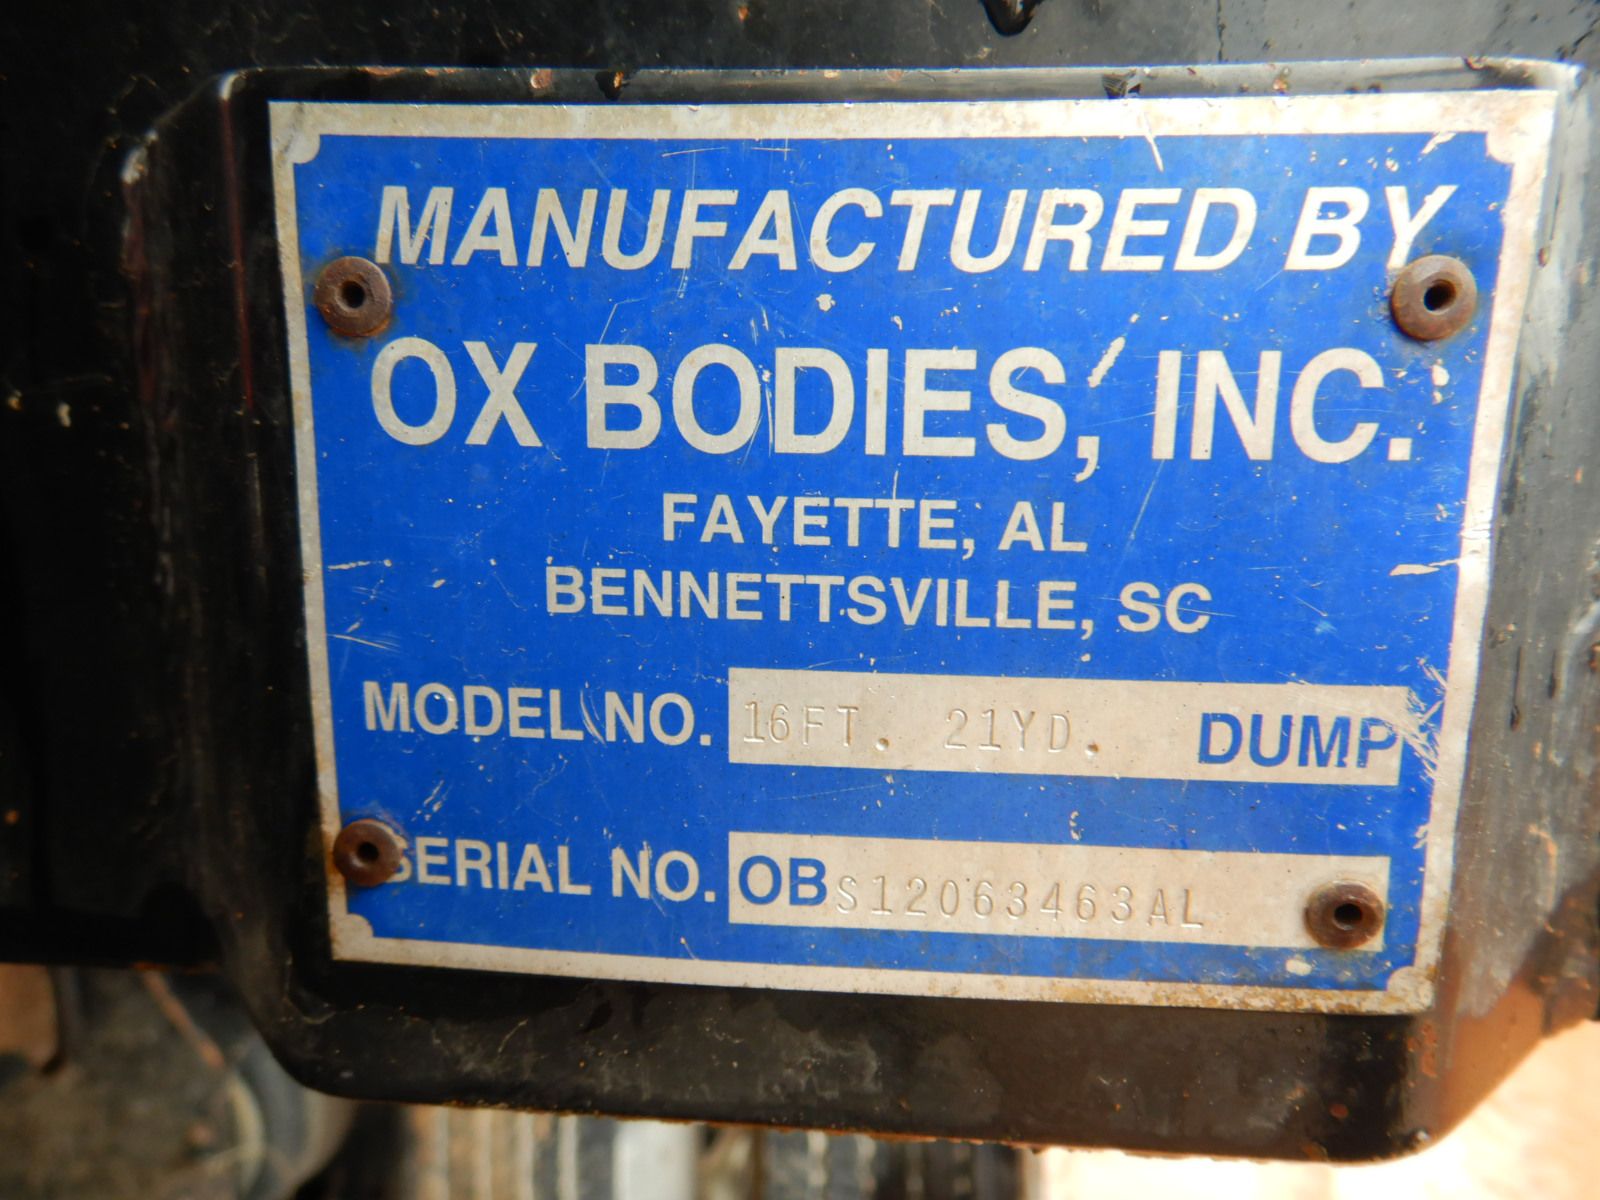 MANUFACTURED BY
OX BODIES, INC.
FAYETTE, AL
BENNETTSVILLE, SC
MODEL NO. 16FT. 21YD. DUMP
SERIAL NO. OBS12063463AL